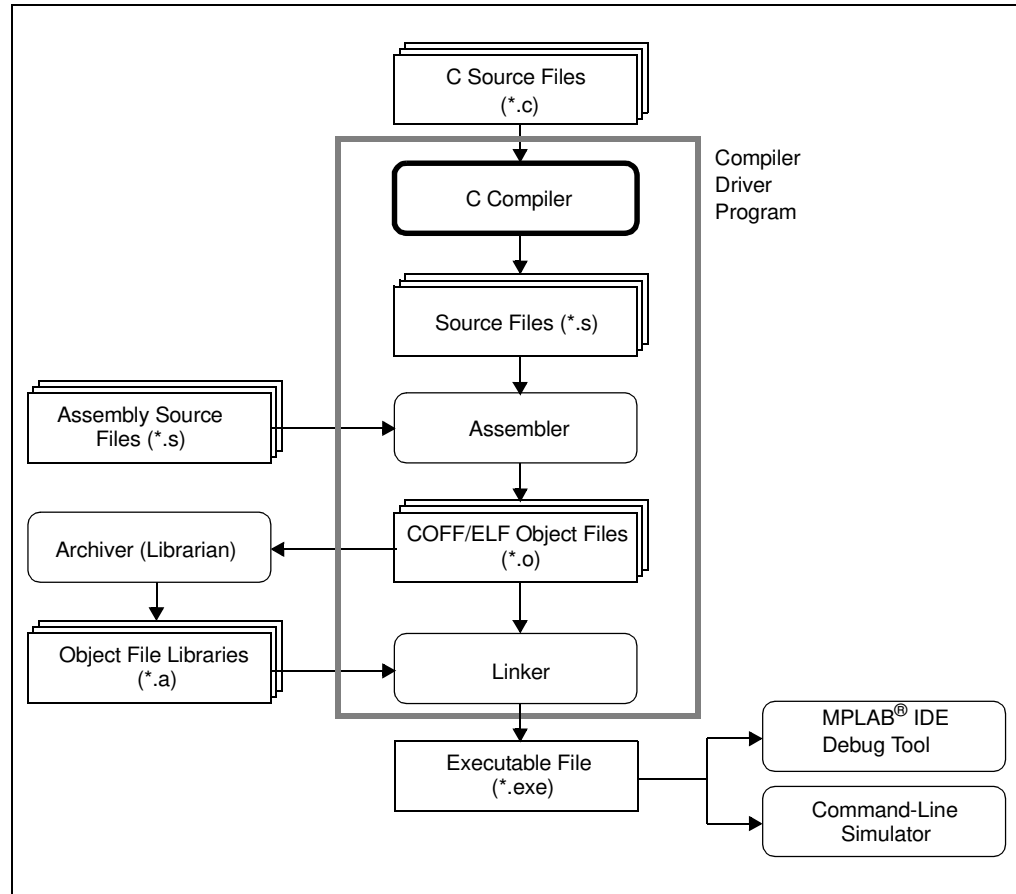 C Source Files
(*.c)
Compiler
Driver
Program
C Compiler
Source Files (*.s)
Assembly Source
Files (*.s)
Assembler
COFF/ELF Object Files
(*.o)
Archiver (Librarian)
Object File Libraries
(*.a)
Linker
MPLAB® IDE
Debug Tool
Executable File
(*.exe)
Command-Line
Simulator